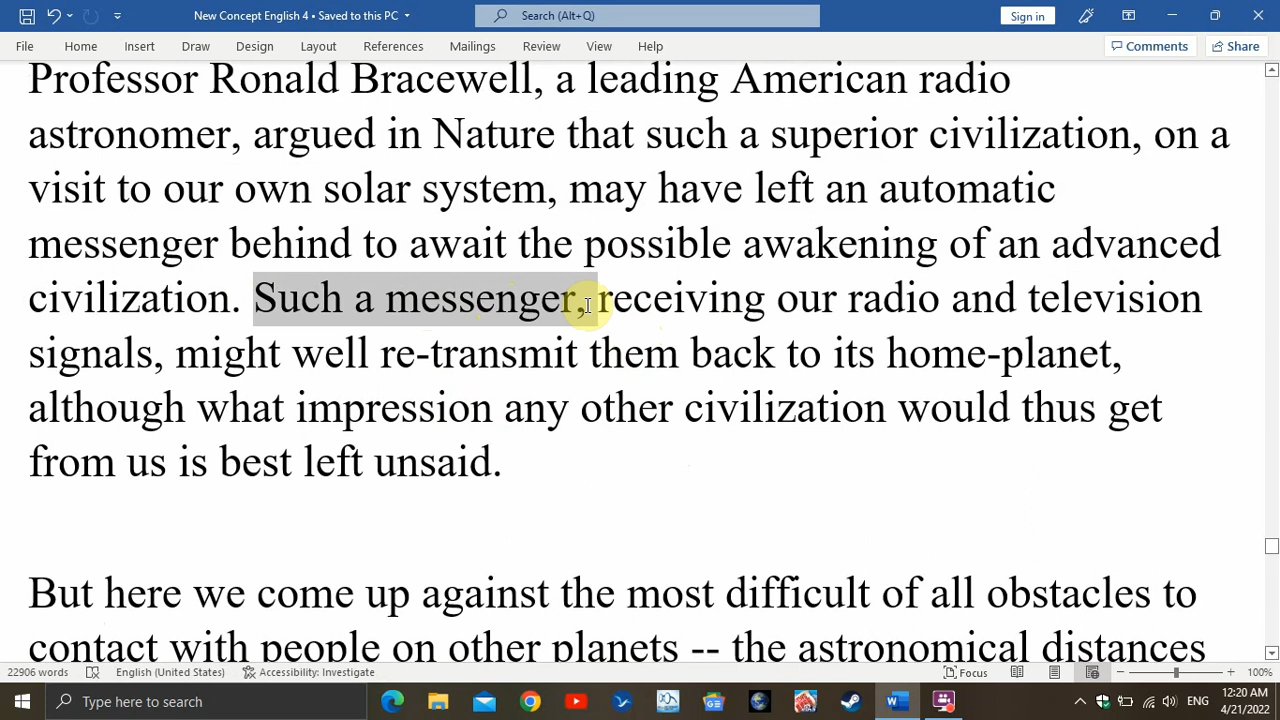 New Concept English 4 • Saved to this PC
Search (Alt+Q)
Sign in
File Home Insert Draw Design Layout References Mailings Review View Help
Comments Share
Professor Ronald Bracewell, a leading American radio
astronomer, argued in Nature that such a superior civilization, on a
visit to our own solar system, may have left an automatic
messenger behind to await the possible awakening of an advanced
civilization. Such a messenger, receiving our radio and television
signals, might well re-transmit them back to its home-planet,
although what impression any other civilization would thus get
from us is best left unsaid.
But here we come up against the most difficult of all obstacles to
contact with people on other planets -- the astronomical distances
22906 words English (United States) Accessibility: Investigate Focus 100%
Type here to search
ENG
12:20 AM
4/21/2022